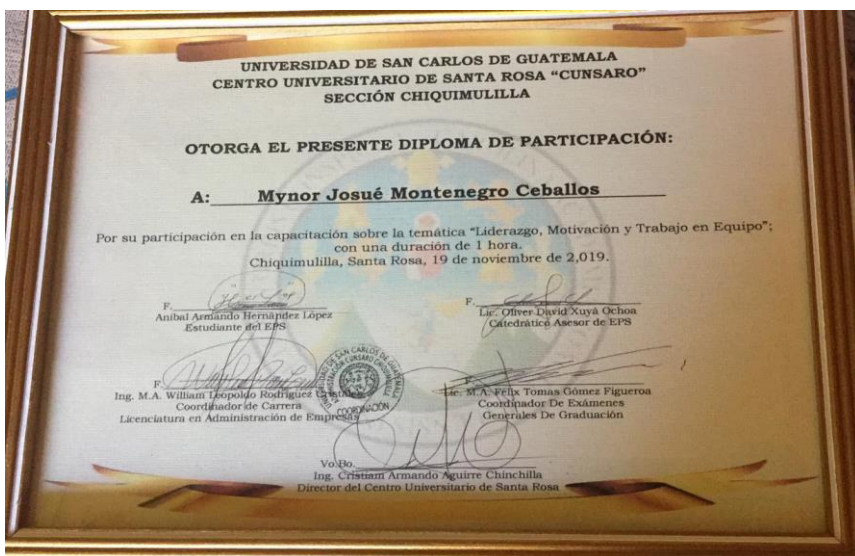 UNIVERSIDAD DE SAN CARLOS DE GUATEMALA
CENTRO UNIVERSITARIO DE SANTA ROSA “CUNSARO”
SECCIÓN CHIQUIMULILLA
OTORGA EL PRESENTE DIPLOMA DE PARTICIPACIÓN:
A: Mynor Josué Montenegro Ceballos
Por su participación en la capacitación sobre la temática “Liderazgo, Motivación y Trabajo en Equipo”;
con una duración de 1 hora.
Chiquimulilla, Santa Rosa, 19 de noviembre de 2,019.
F.
Anibal Armando Hernández López
Estudiante del EPS
F.
Lic. Oliver David Xuyá Ochoa
Catedrático Asesor de EPS
F.
Ing. M.A. William Leopoldo Rodríguez
Coordinador de Carrera
Licenciatura en Administración de Empresas
COORDINACIÓN
F.
Lic. M.A. Felix Tomas Gómez Figueroa
Coordinador De Exámenes
Generales De Graduación
Vo.Bo.
Ing. Cristiam Armando Aguirre Chinchilla
Director del Centro Universitario de Santa Rosa